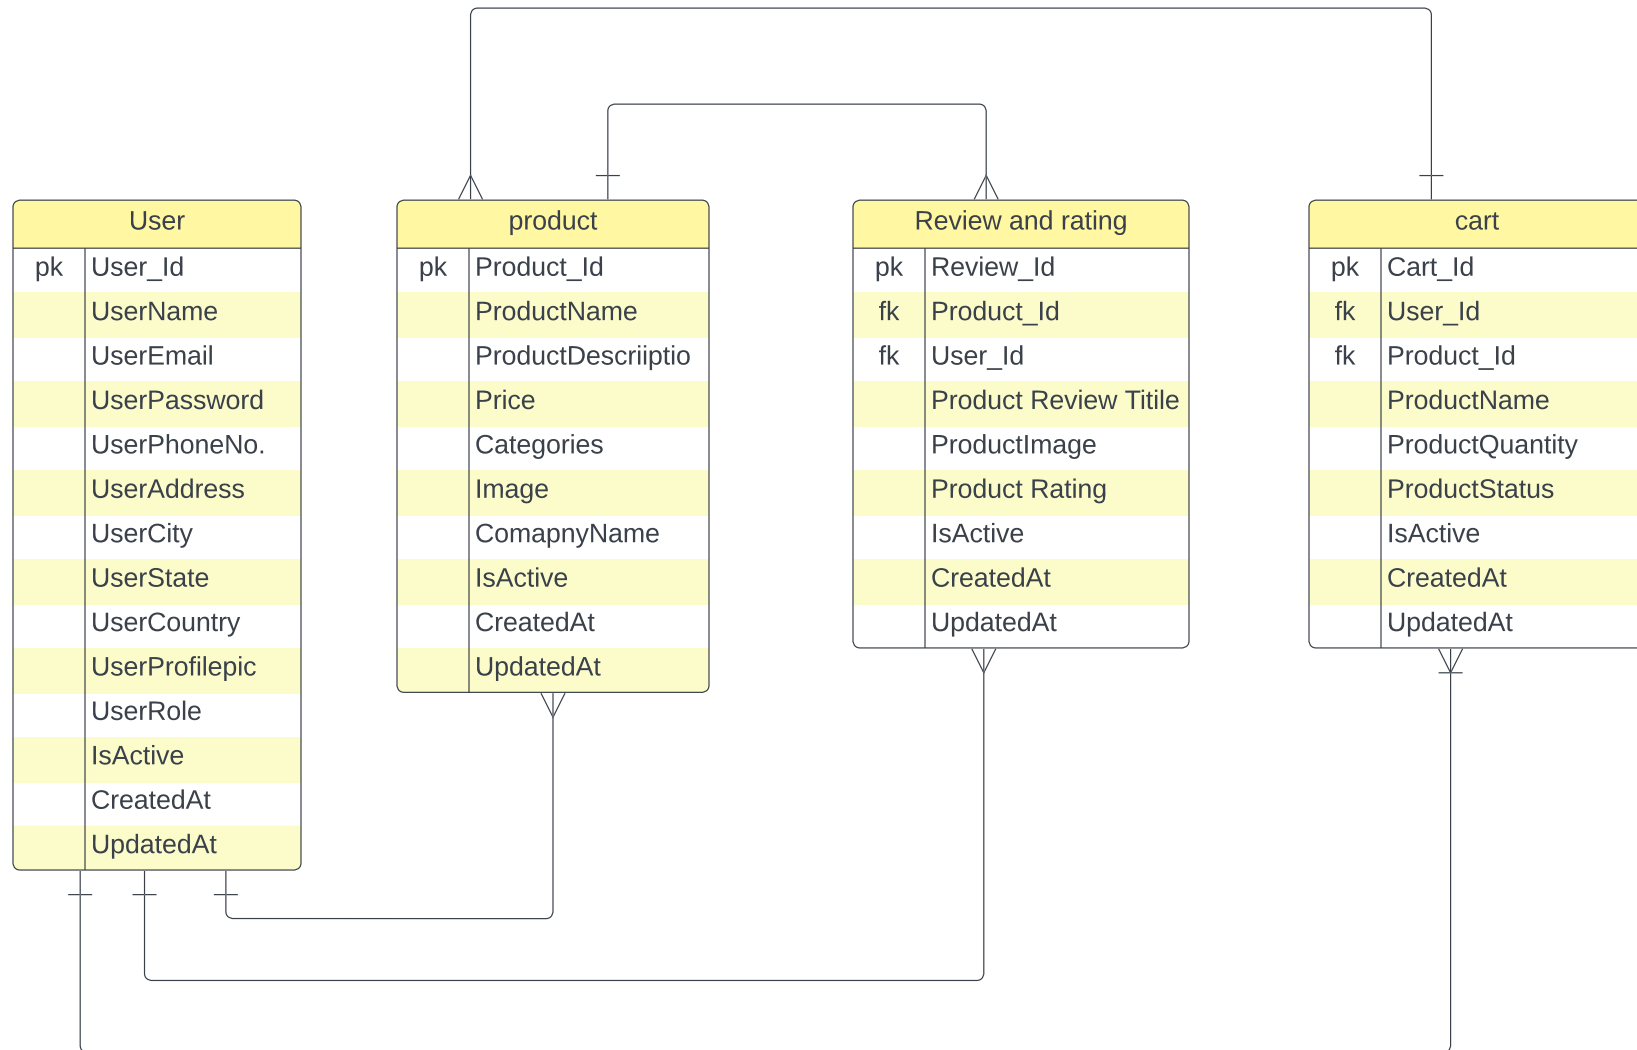 User
pk User_Id
UserName
UserEmail
UserPassword
UserPhoneNo.
UserAddress
UserCity
UserState
UserCountry
UserProfilepic
UserRole
IsActive
CreatedAt
UpdatedAt
product
pk Product_Id
ProductName
ProductDescriiptio
Price
Categories
Image
ComapnyName
IsActive
CreatedAt
UpdatedAt
Review and rating
pk Review_Id
fk Product_Id
fk User_Id
Product Review Titile
ProductImage
Product Rating
IsActive
CreatedAt
UpdatedAt
cart
pk Cart_Id
fk User_Id
fk Product_Id
ProductName
ProductQuantity
ProductStatus
IsActive
CreatedAt
UpdatedAt